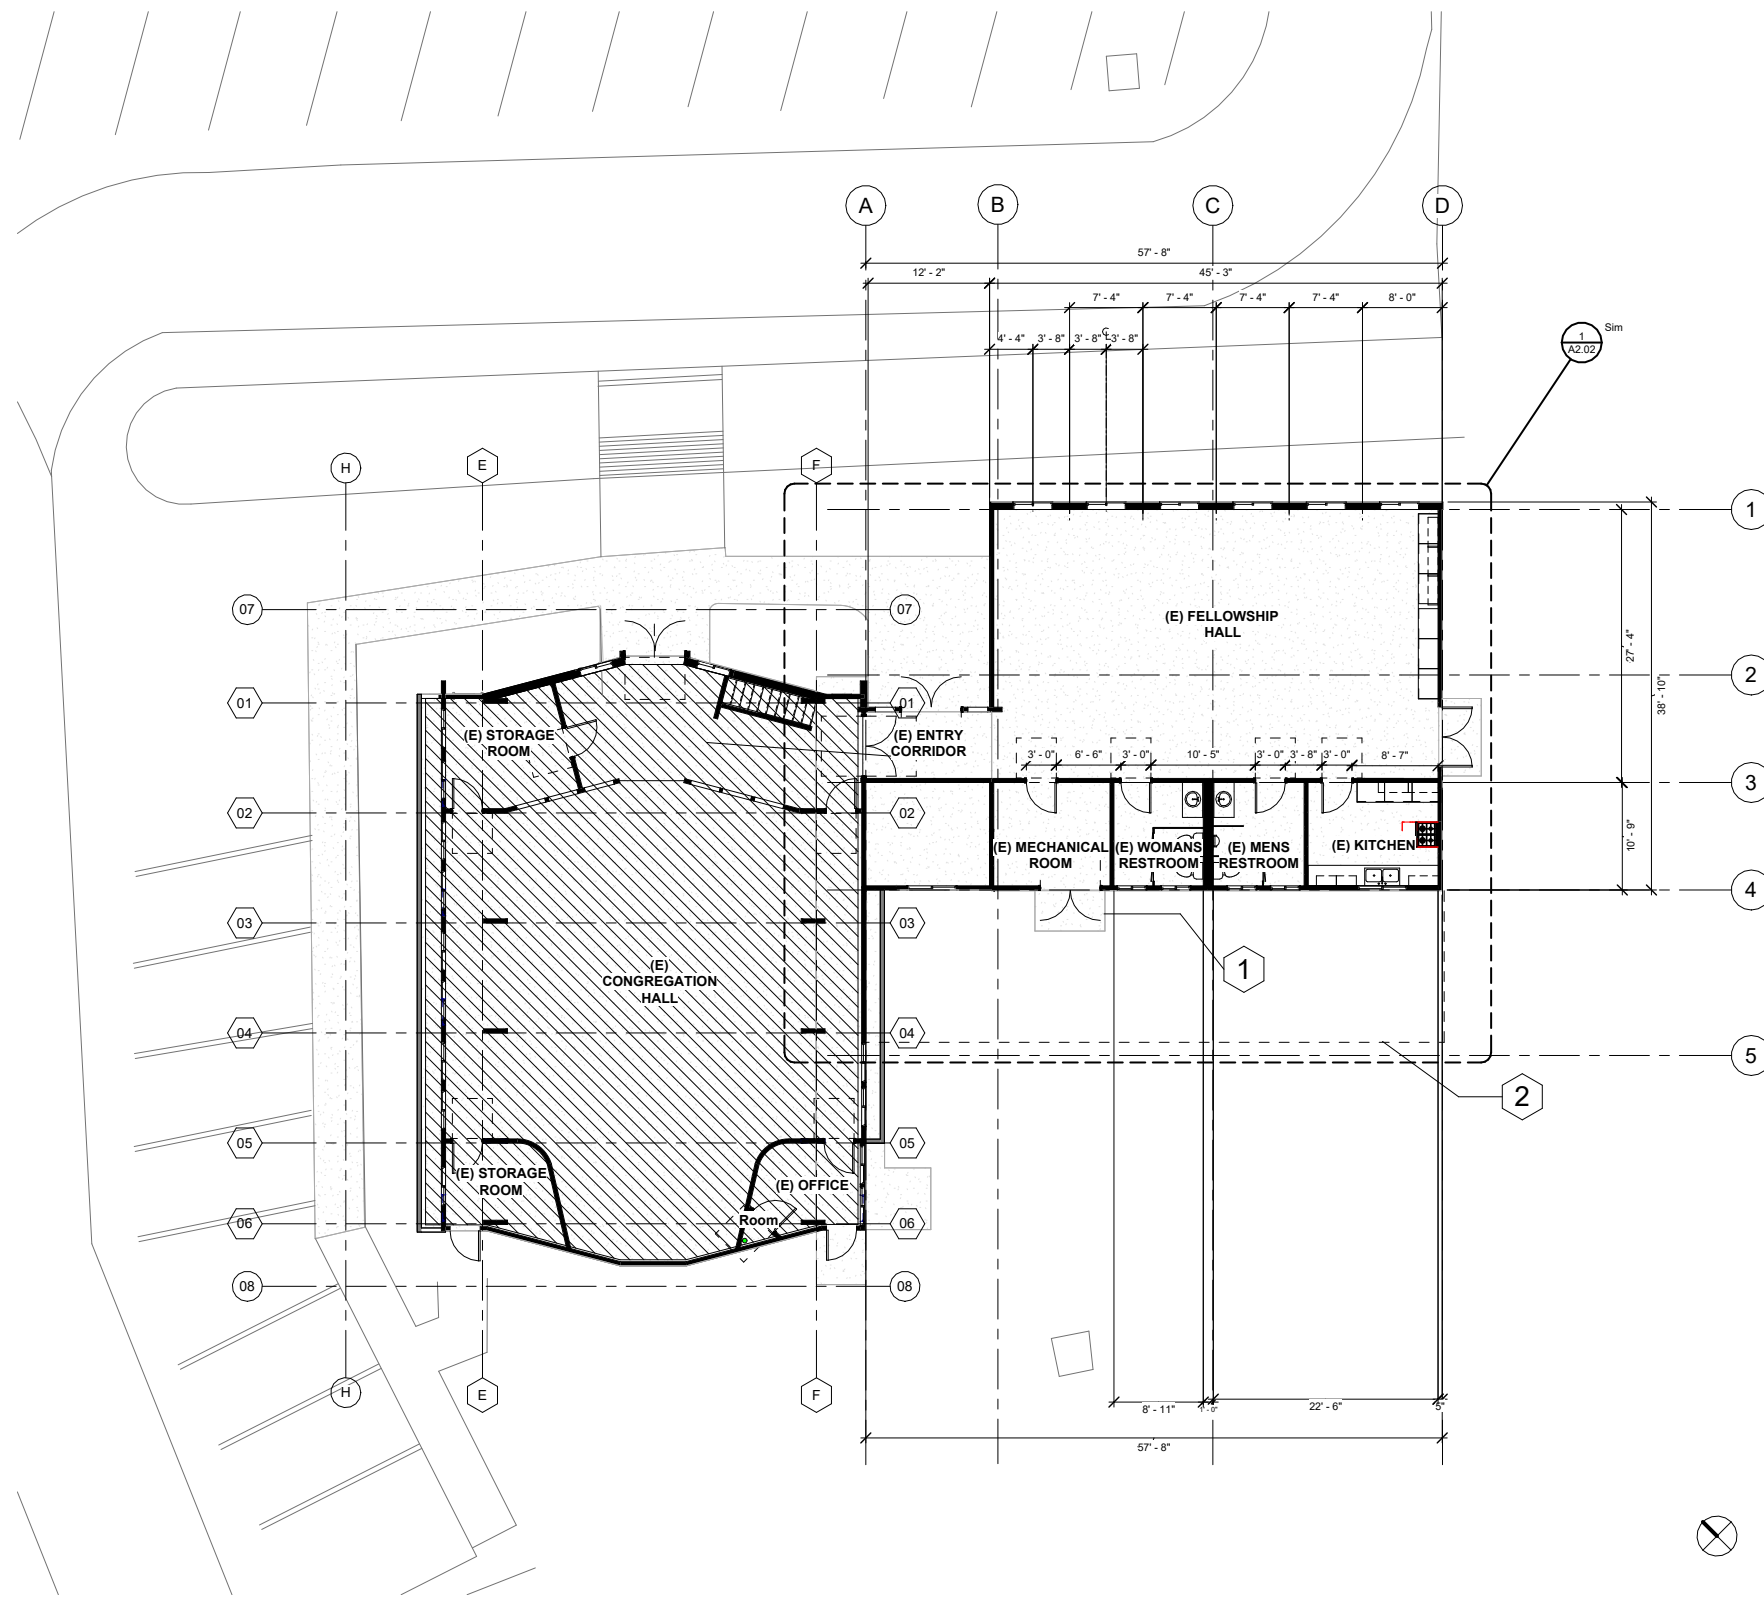 A
B
C
D
57' - 8"
12' - 2"
45' - 3"
7' - 4"
7' - 4"
7' - 4"
7' - 4"
8' - 0"
4' - 4"
3' - 8"
3' - 8"
3' - 8"
1
Sim
A2.02
H
E
F
1
07
07
(E) FELLOWSHIP
HALL
27' - 4"
38' - 10"
2
01
01
(E) STORAGE
ROOM
(E) ENTRY
CORRIDOR
3' - 0"
6' - 6"
3' - 0"
10' - 5"
3' - 0"
3' - 8"
3' - 0"
8' - 7"
3
02
02
10' - 9"
(E) MECHANICAL
ROOM
(E) WOMANS
RESTROOM
(E) MENS
RESTROOM
(E) KITCHEN
4
03
03
(E)
CONGREGATION
HALL
1
04
04
5
2
05
05
(E) STORAGE
ROOM
(E) OFFICE
Room
06
06
08
08
H
E
F
8' - 11"
1' - 0"
22' - 6"
5"
57' - 8"